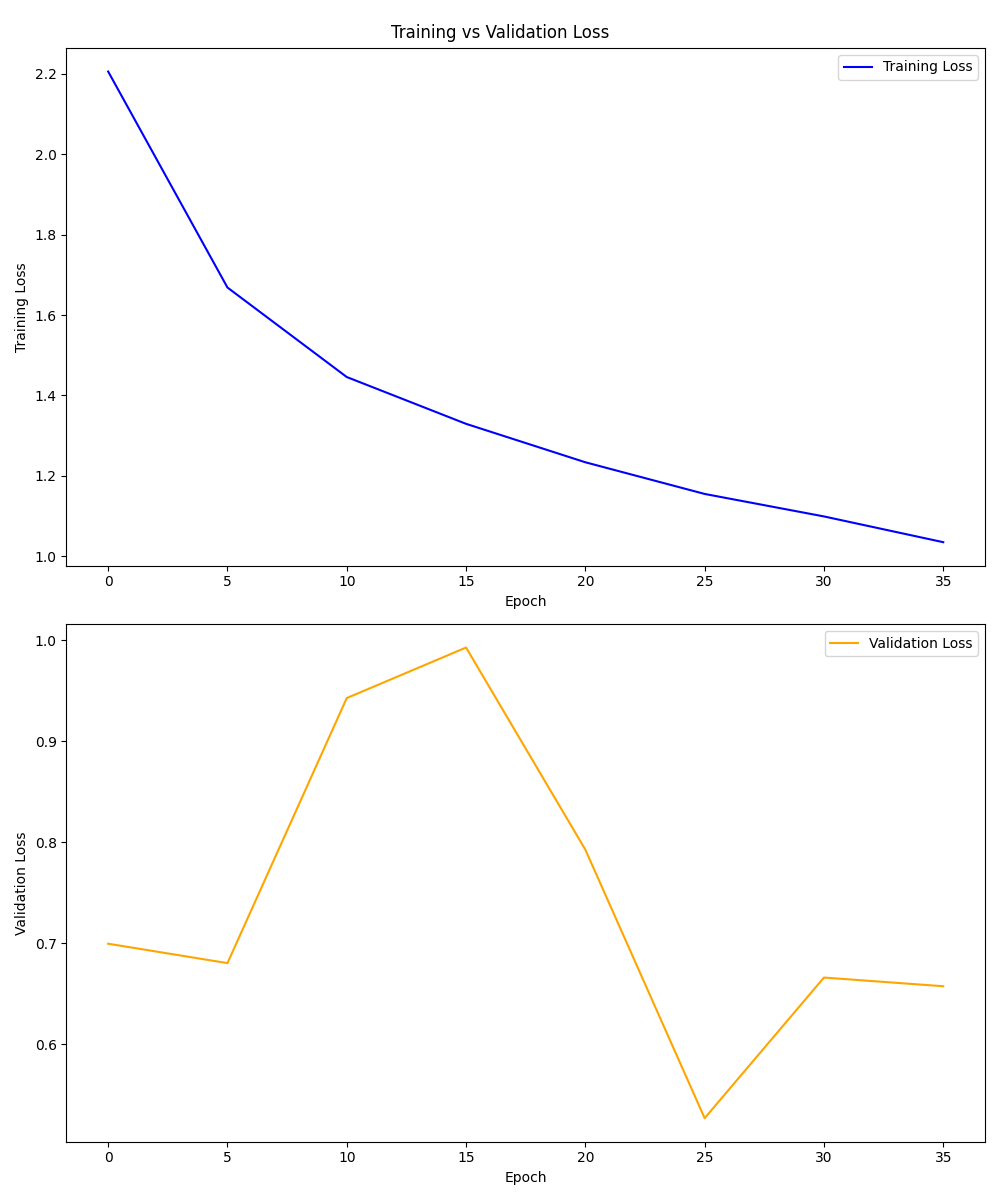 Training vs Validation Loss
Training Loss
2.2
2.0
1.8
1.6
1.4
1.2
1.0
Training Loss
0 5 10 15 20 25 30 35
Epoch
Validation Loss
1.0
0.9
0.8
0.7
0.6
Validation Loss
0 5 10 15 20 25 30 35
Epoch